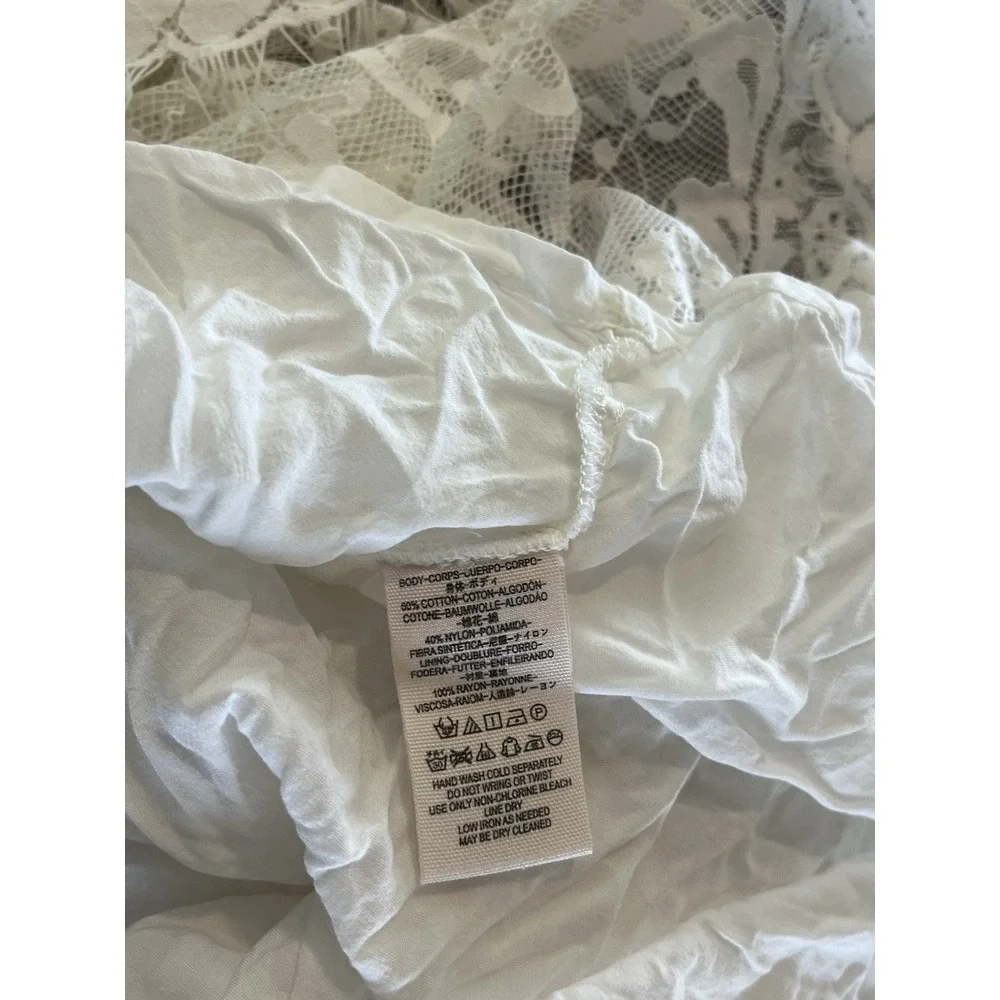 BODY-CORPS-CUERPO-CORPO-
身体-ボディ
60% COTTON-COTON-ALGODÓN-
COTONE-BAUMWOLLE-ALGODÃO
-棉花-綿
40% NYLON-POLIAMIDA-
FIBRA SINTETICA-尼龍-ナイロン
LINING-DOUBLURE-FORRO-
FODERA-FUTTER-ENFILEIRANDO
-衬里-裏地
100% RAYON-RAYONNE-
VISCOSA-RAIOM-人造絲-レーヨン
P
30
HAND WASH COLD SEPARATELY
DO NOT WRING OR TWIST
USE ONLY NON-CHLORINE BLEACH
LINE DRY
LOW IRON AS NEEDED
MAY BE DRY CLEANED